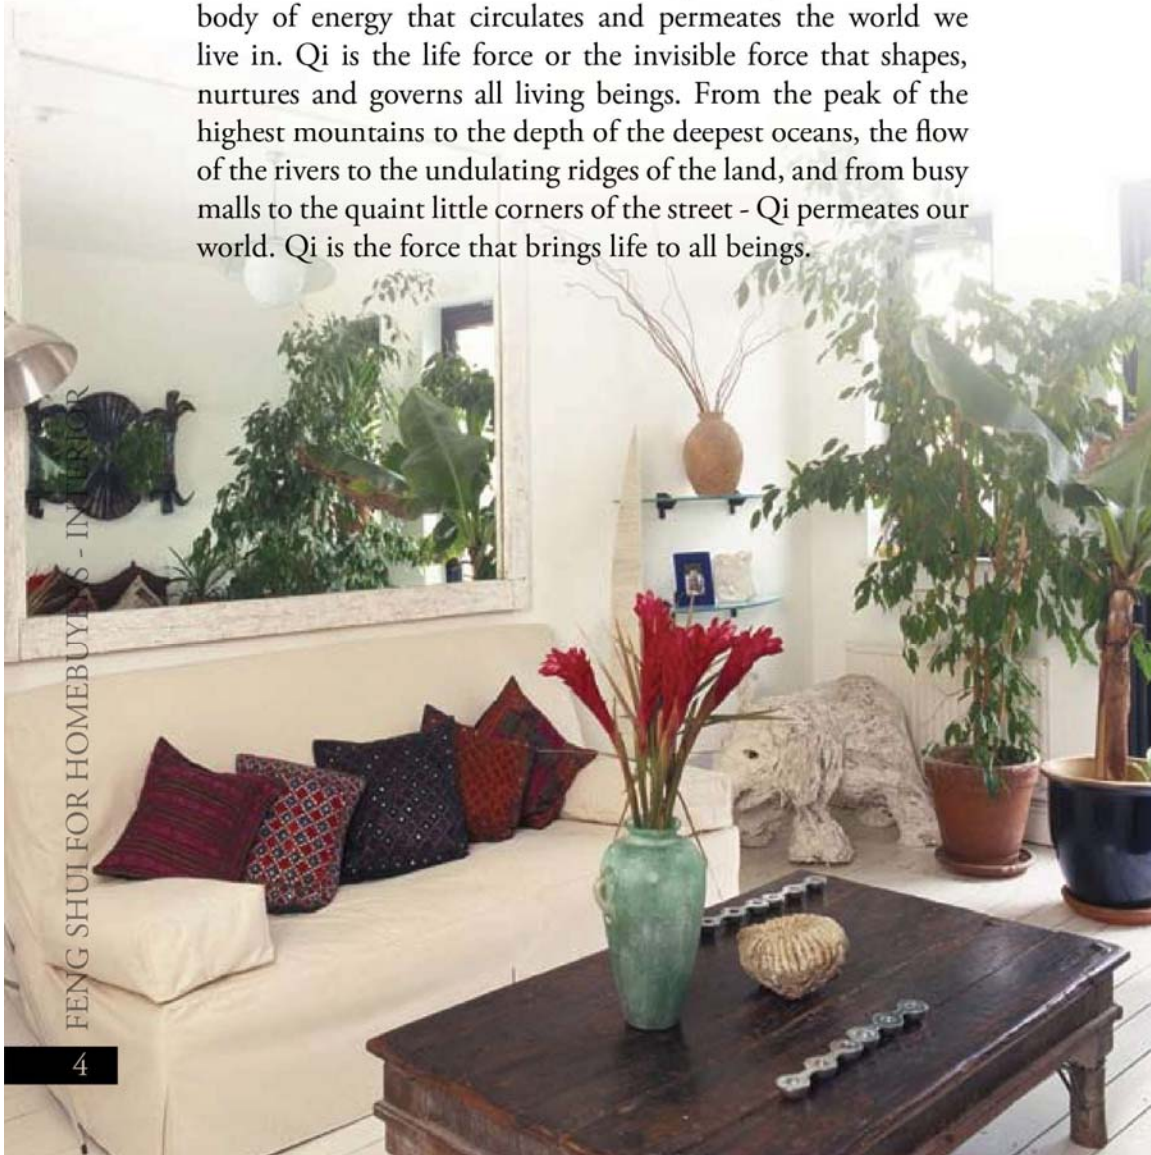 body of energy that circulates and permeates the world we
live in. Qi is the life force or the invisible force that shapes,
nurtures and governs all living beings. From the peak of the
highest mountains to the depth of the deepest oceans, the flow
of the rivers to the undulating ridges of the land, and from busy
malls to the quaint little corners of the street - Qi permeates our
world. Qi is the force that brings life to all beings.
FENG SHUI FOR HOMEBUYERS - INTERIOR
4